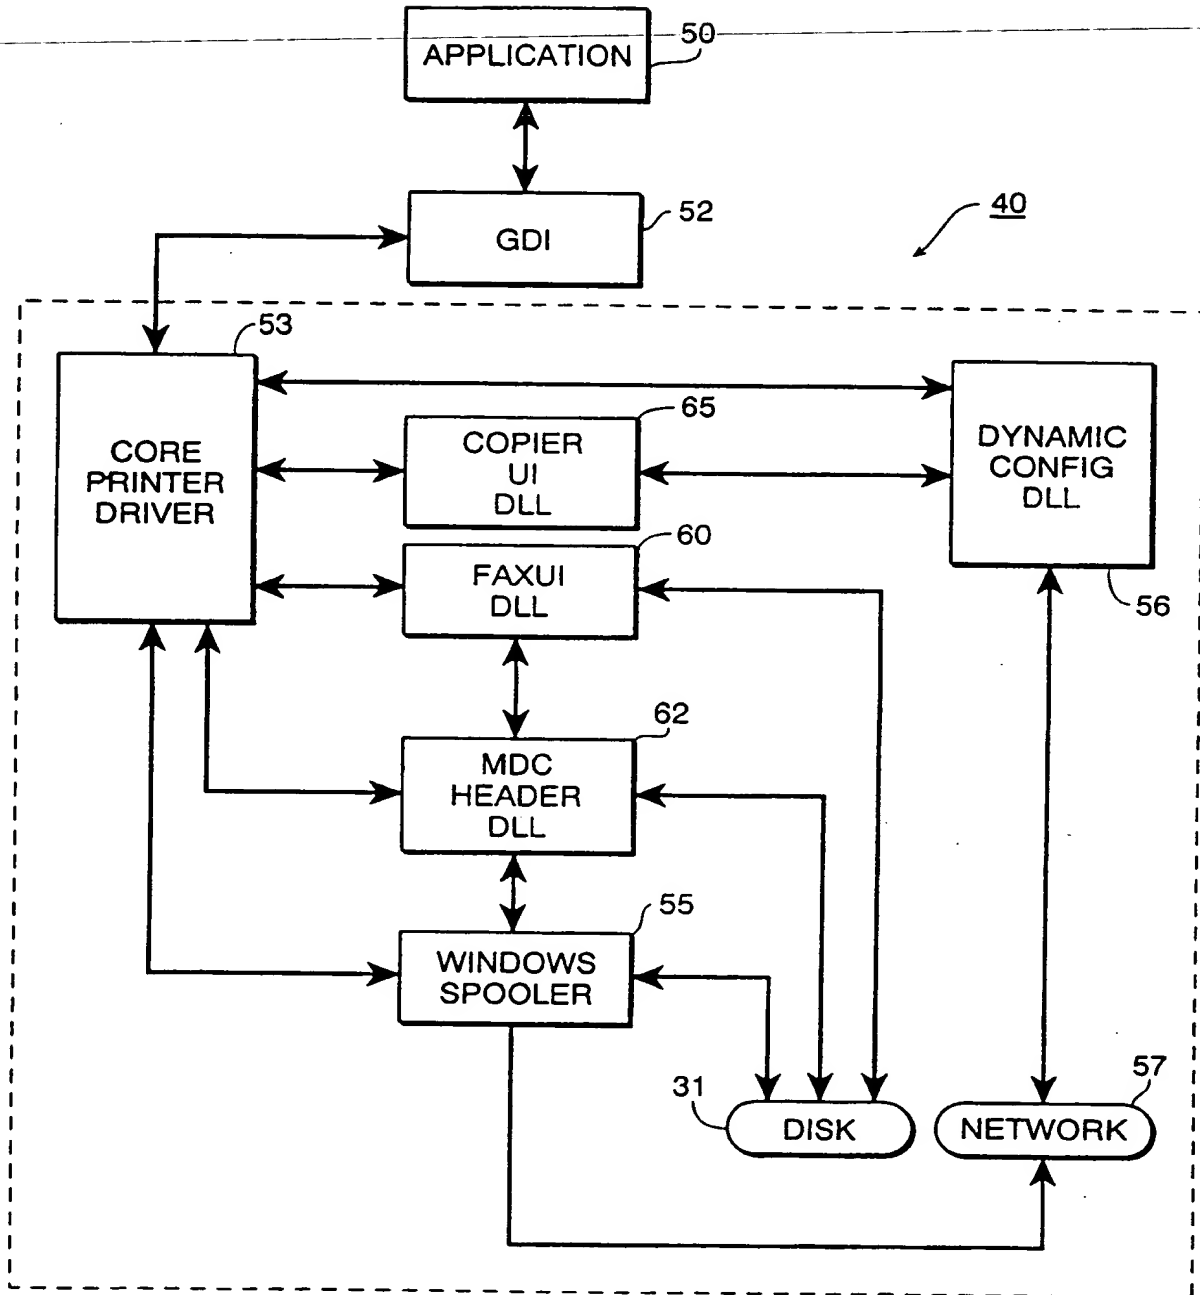 APPLICATION
50
GDI
52
40
53
CORE
PRINTER
DRIVER
65
COPIER
UI
DLL
DYNAMIC
CONFIG
DLL
56
60
FAXUI
DLL
62
MDC
HEADER
DLL
55
WINDOWS
SPOOLER
31
DISK
57
NETWORK